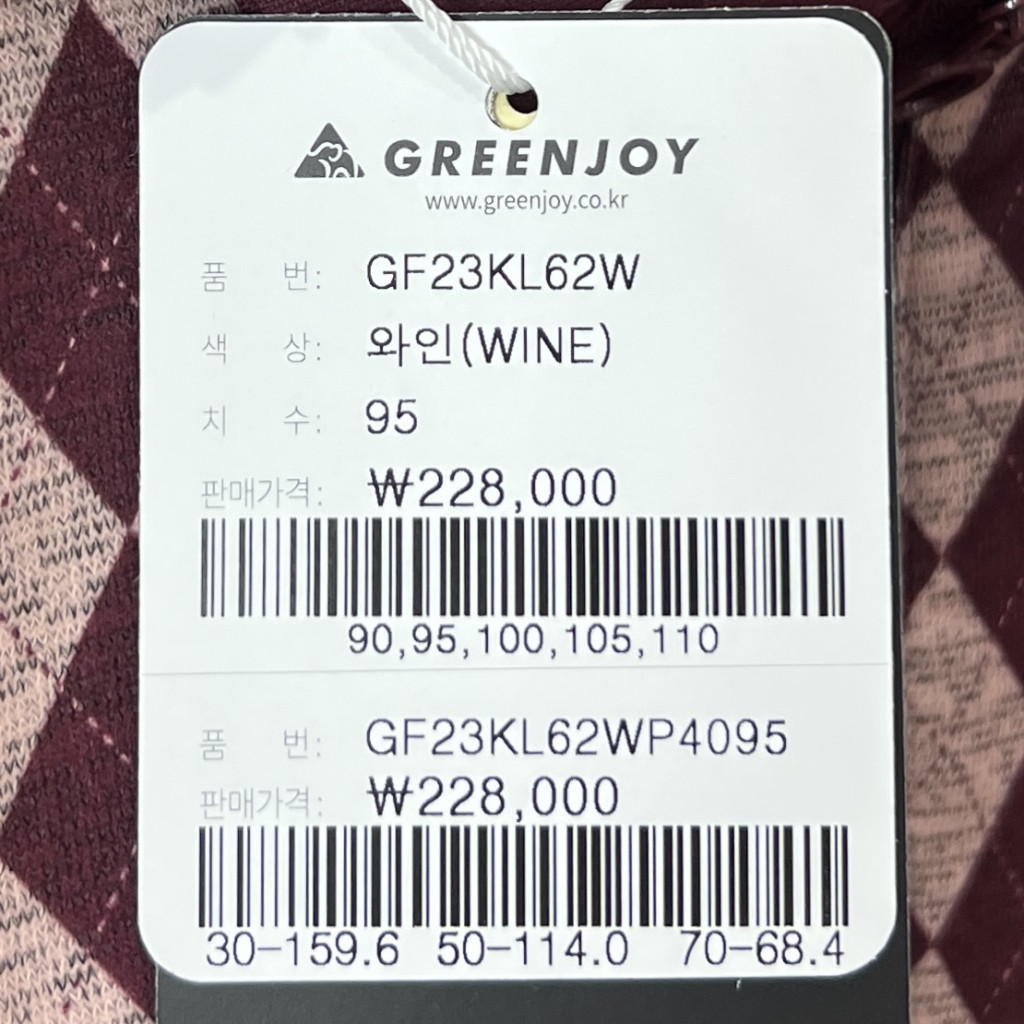 GREENJOY
www.greenjoy.co.kr
품 번: GF23KL62W
색 상: 와인(WINE)
치 수: 95
판매가격: ₩228,000
90,95,100,105,110
품 번: GF23KL62WP4095
판매가격: ₩228,000
30-159.6 50-114.0 70-68.4